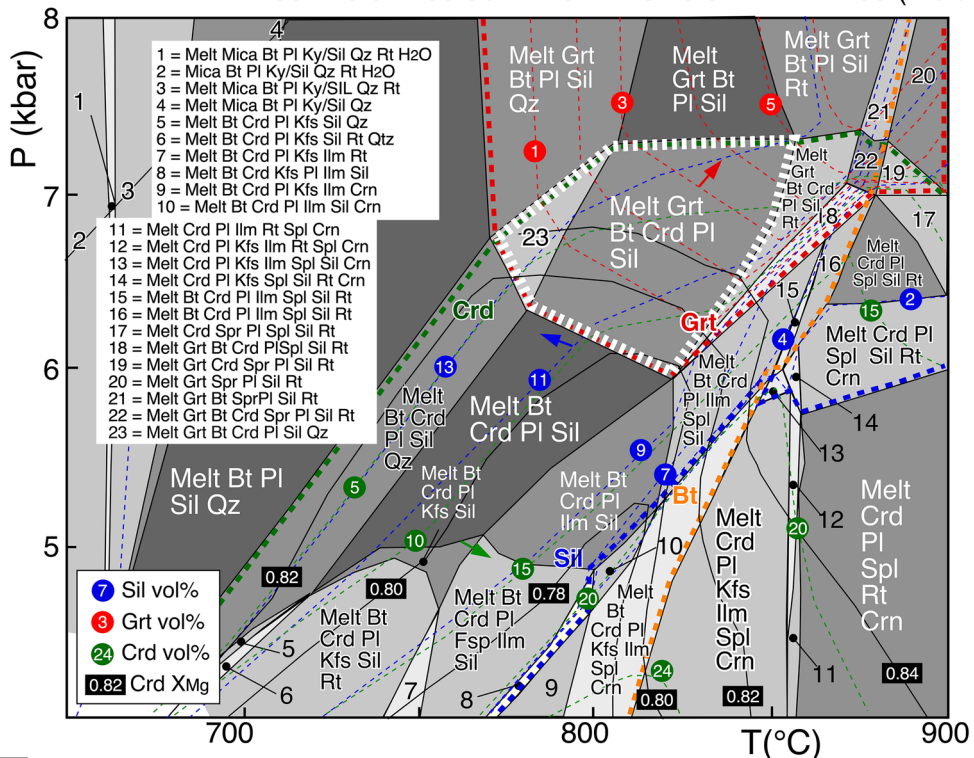 8
P (kbar)
7
6
5
4
1 = Melt Mica Bt Pl Ky/Sil Qz Rt H2O
2 = Mica Bt Pl Ky/Sil Qz Rt H2O
3 = Melt Mica Bt Pl Ky/SIL Qz Rt
4 = Melt Mica Bt Pl Ky/Sil Qz
5 = Melt Bt Crd Pl Kfs Sil Qz
6 = Melt Bt Crd Pl Kfs Sil Rt Qtz
7 = Melt Bt Crd Pl Kfs Ilm Rt
8 = Melt Bt Crd Kfs Pl Ilm Sil
9 = Melt Bt Crd Pl Kfs Ilm Crn
10 = Melt Bt Crd Pl Ilm Sil Crn
11 = Melt Crd Pl Ilm Rt Spl Crn
12 = Melt Crd Pl Kfs Ilm Rt Spl Crn
13 = Melt Crd Pl Kfs Ilm Spl Sil Crn
14 = Melt Crd Pl Kfs Spl Sil Rt Crn
15 = Melt Bt Crd Pl Ilm Spl Sil Rt
16 = Melt Bt Crd Pl Ilm Spl Sil Rt
17 = Melt Crd Spr Pl Spl Sil Rt
18 = Melt Grt Bt Crd PlSpl Sil Rt
19 = Melt Grt Crd Spr Pl Sil Rt
20 = Melt Grt Spr Pl Sil Rt
21 = Melt Grt Bt SprPl Sil Rt
22 = Melt Grt Bt Crd Spr Pl Sil Rt
23 = Melt Grt Bt Crd Pl Sil Qz
1
2
3
Melt Grt
Bt Pl Sil
Qz
Melt
Grt Bt
Pl Sil
Melt Grt
Bt Pl Sil
Rt
20
21
22
19
17
18
16
15
3
5
1
Melt
Grt
Bt Crd
Pl Sil
Rt
Melt Grt
Bt Crd Pl
Sil
23
Melt
Crd Pl
Spl Sil Rt
2
15
4
Crd
Grt
13
11
Melt
Bt Crd
Pl Sil
Qz
Melt Bt
Crd Pl Sil
Melt
Bt Crd
Pl Ilm
Spl
Sil
Melt Crd Pl
Spl Sil Rt
Crn
14
13
12
Melt Bt Pl
Sil Qz
5
Melt Bt
Crd Pl
Kfs Sil
Melt Bt
Crd Pl
Ilm Sil
9
7
Bt
10
15
Sil
10
20
Melt
Crd
Pl
Kfs
Ilm
Spl
Crn
20
Melt
Crd
Pl
Spl
Rt
Crn
0.82
0.80
0.78
7 Sil vol%
3 Grt vol%
24 Crd vol%
0.82 Crd XMg
Melt Bt
Crd Pl
Kfs Sil
Rt
Melt Bt
Crd Pl
Fsp Ilm
Sil
Melt
Bt
Crd Pl
Kfs Ilm
Spl
Crn
24
5
6
7
8
9
11
0.80
0.82
0.84
700
800
T(°C)
900